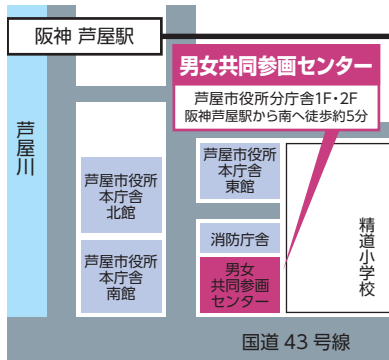 阪神 芦屋駅
男女共同参画センター
芦屋市役所分庁舎1F・2F
阪神芦屋駅から南へ徒歩約5分
芦屋川
芦屋市役所
本庁舎
北館
芦屋市役所
本庁舎
南館
芦屋市役所
本庁舎
東館
消防庁舎
男女
共同参画
センター
精道小学校
国道 43 号線